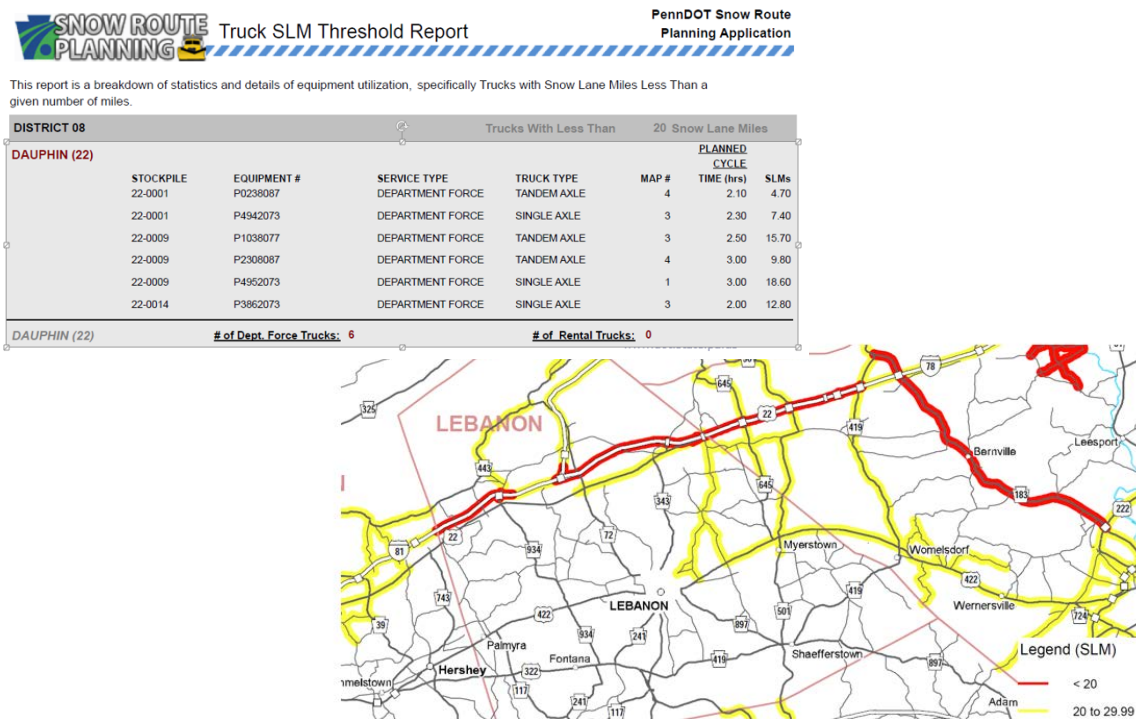 SNOW ROUTE
PLANNING
Truck SLM Threshold Report
PennDOT Snow Route
Planning Application
This report is a breakdown of statistics and details of equipment utilization, specifically Trucks with Snow Lane Miles Less Than a
given number of miles.
DISTRICT 08 Trucks With Less Than 20 Snow Lane Miles
DAUPHIN (22)
STOCKPILE EQUIPMENT # SERVICE TYPE TRUCK TYPE MAP # PLANNED CYCLE TIME (hrs) SLMs
22-0001 P0238087 DEPARTMENT FORCE TANDEM AXLE 4 2.10 4.70
22-0001 P4942073 DEPARTMENT FORCE SINGLE AXLE 3 2.30 7.40
22-0009 P1038077 DEPARTMENT FORCE TANDEM AXLE 3 2.50 15.70
22-0009 P2308087 DEPARTMENT FORCE TANDEM AXLE 4 3.00 9.80
22-0009 P4952073 DEPARTMENT FORCE SINGLE AXLE 1 3.00 18.60
22-0014 P3862073 DEPARTMENT FORCE SINGLE AXLE 3 2.00 12.80
DAUPHIN (22) # of Dept. Force Trucks: 6 # of Rental Trucks: 0
78
645
325
22
LEBANON
419
Leesport
Bernville
443
645
183
343
222
22
72
81
934
Myerstown
Womelsdorf
422
419
743
Wernersville
LEBANON
501
422
724
39
897
934
241
Palmyra
Shaefferstown
Legend (SLM)
Fontana
419
897
Hershey
322
< 20
117
241
Adam
117
20 to 29.99